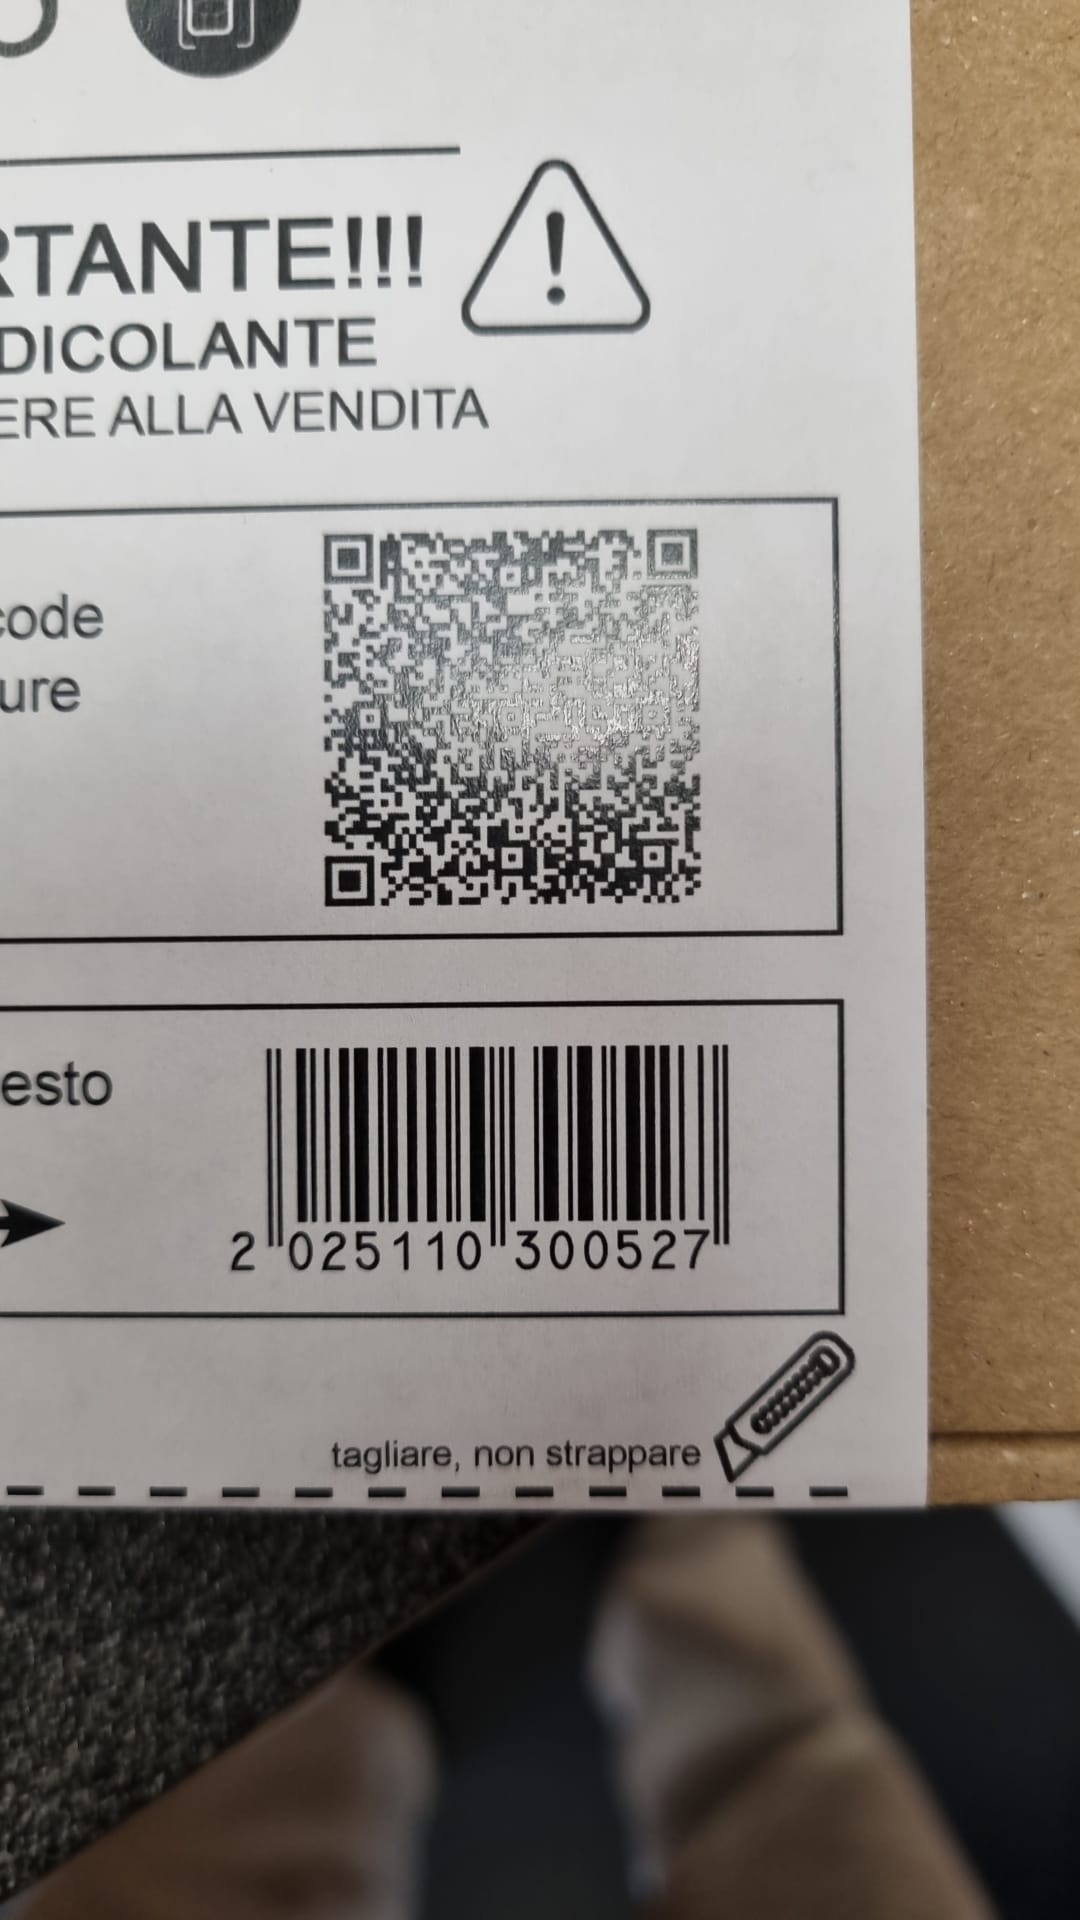 RTANTE!!!
DICOLANTE
ERE ALLA VENDITA
code
ure
esto
2 025110 300527
tagliare, non strappare